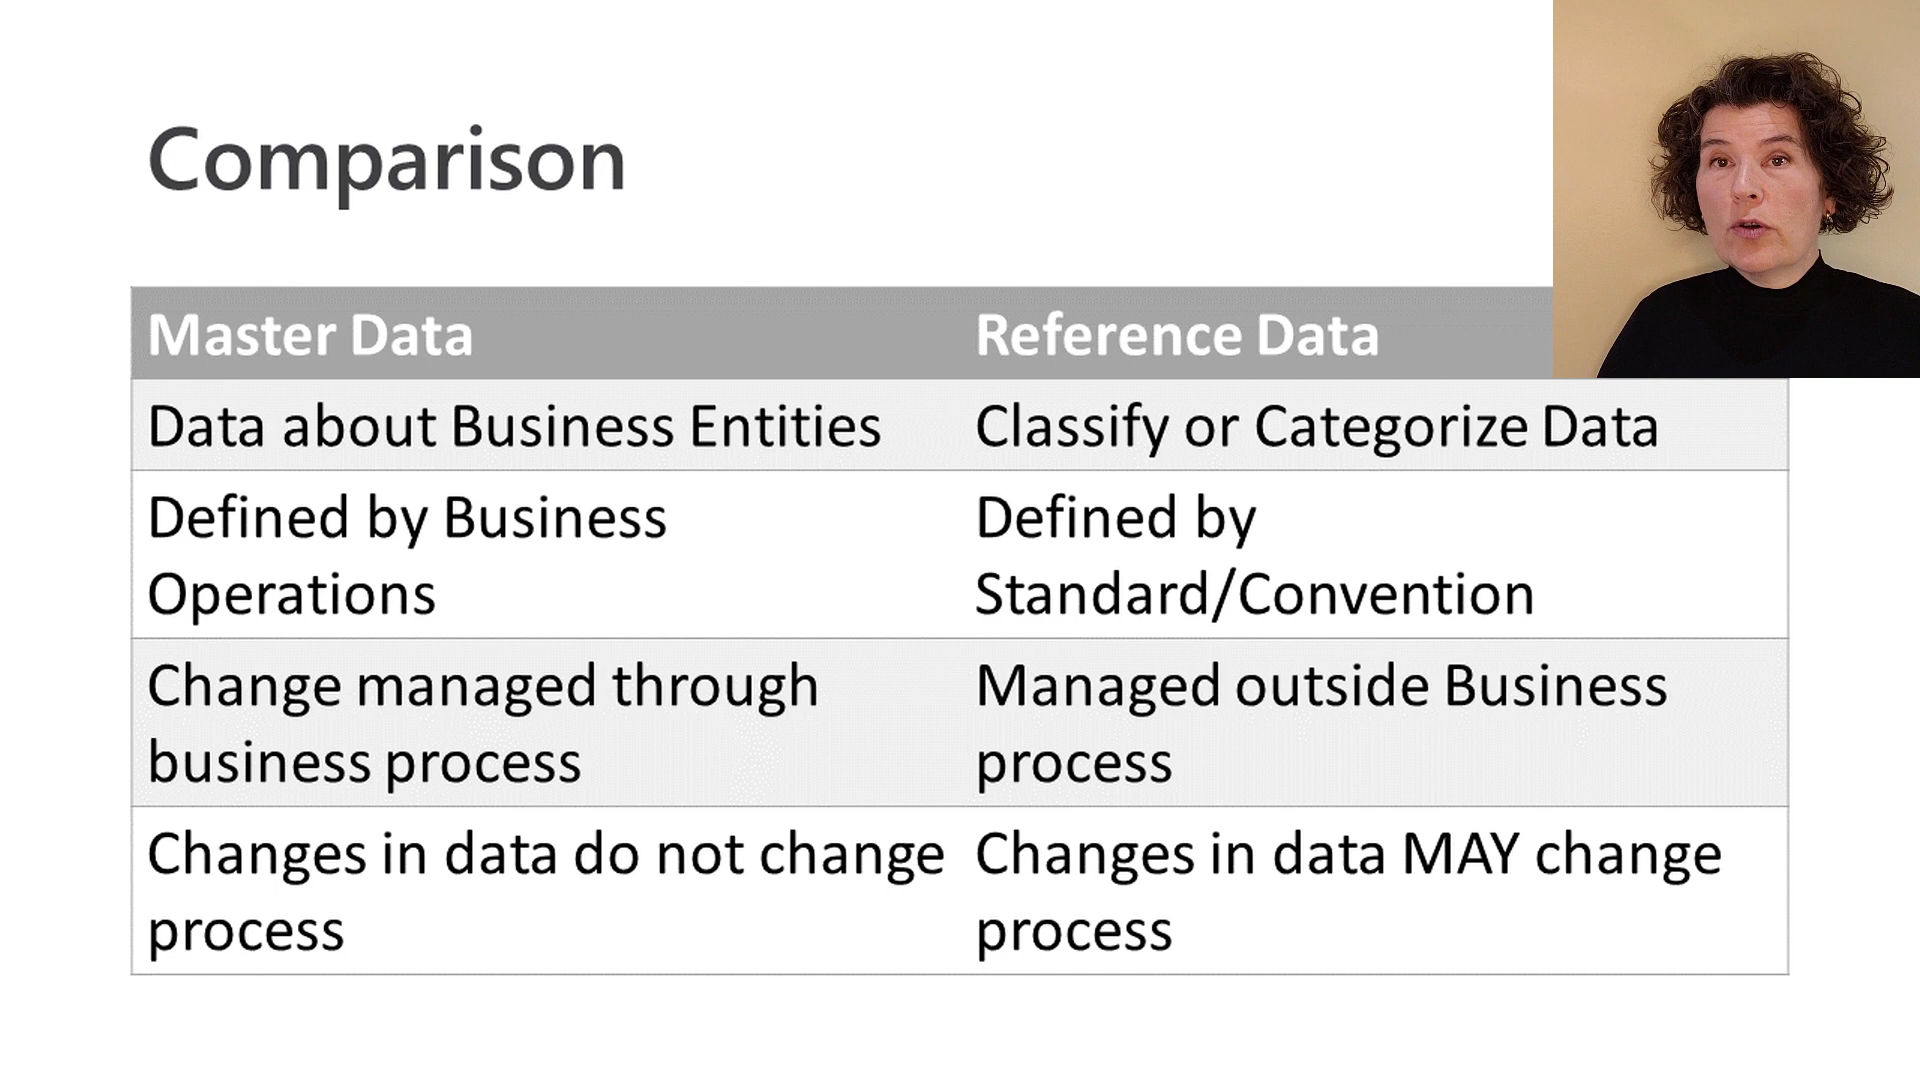 Comparison
Master Data
Reference Data
Data about Business Entities
Classify or Categorize Data
Defined by Business
Operations
Defined by
Standard/Convention
Change managed through
business process
Managed outside Business
process
Changes in data do not change
process
Changes in data MAY change
process